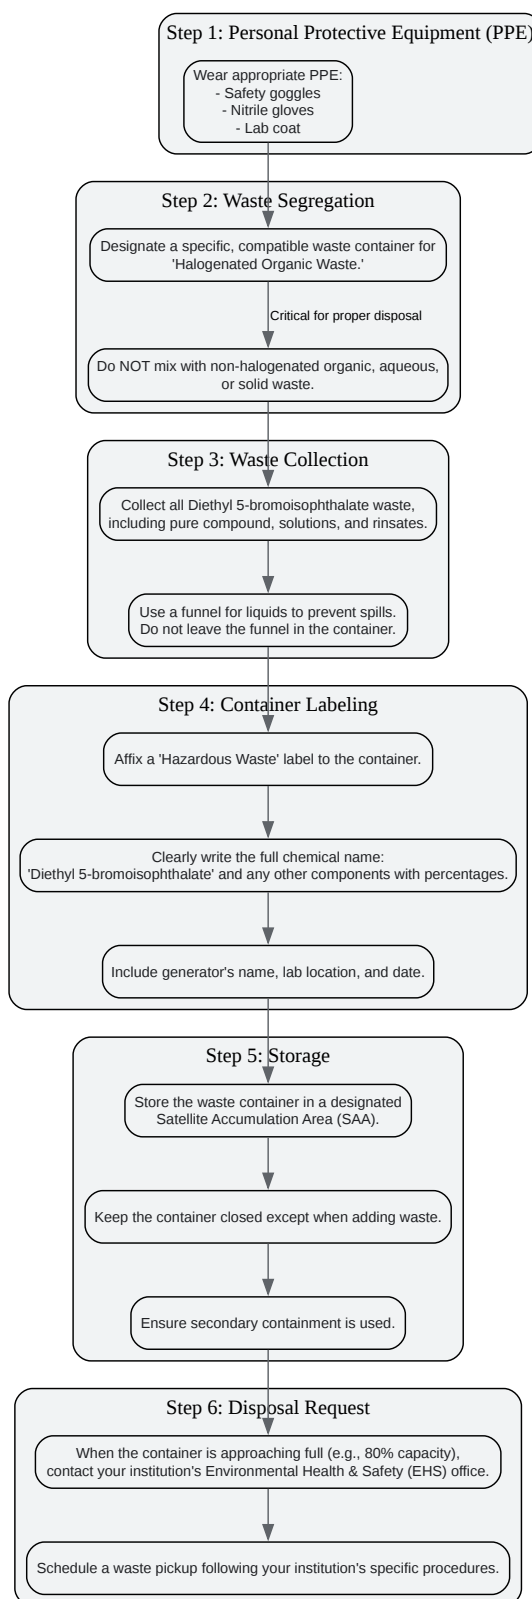 Step 1: Personal Protective Equipment (PPE)
Wear appropriate PPE:
- Safety goggles
- Nitrile gloves
- Lab coat
Step 2: Waste Segregation
Designate a specific, compatible waste container for
'Halogenated Organic Waste.'
Critical for proper disposal
Do NOT mix with non-halogenated organic, aqueous,
or solid waste.
Step 3: Waste Collection
Collect all Diethyl 5-bromoisophthalate waste,
including pure compound, solutions, and rinsates.
Use a funnel for liquids to prevent spills.
Do not leave the funnel in the container.
Step 4: Container Labeling
Affix a 'Hazardous Waste' label to the container.
Clearly write the full chemical name:
'Diethyl 5-bromoisophthalate' and any other components with percentages.
Include generator's name, lab location, and date.
Step 5: Storage
Store the waste container in a designated
Satellite Accumulation Area (SAA).
Keep the container closed except when adding waste.
Ensure secondary containment is used.
Step 6: Disposal Request
When the container is approaching full (e.g., 80% capacity),
contact your institution's Environmental Health & Safety (EHS) office.
Schedule a waste pickup following your institution's specific procedures.